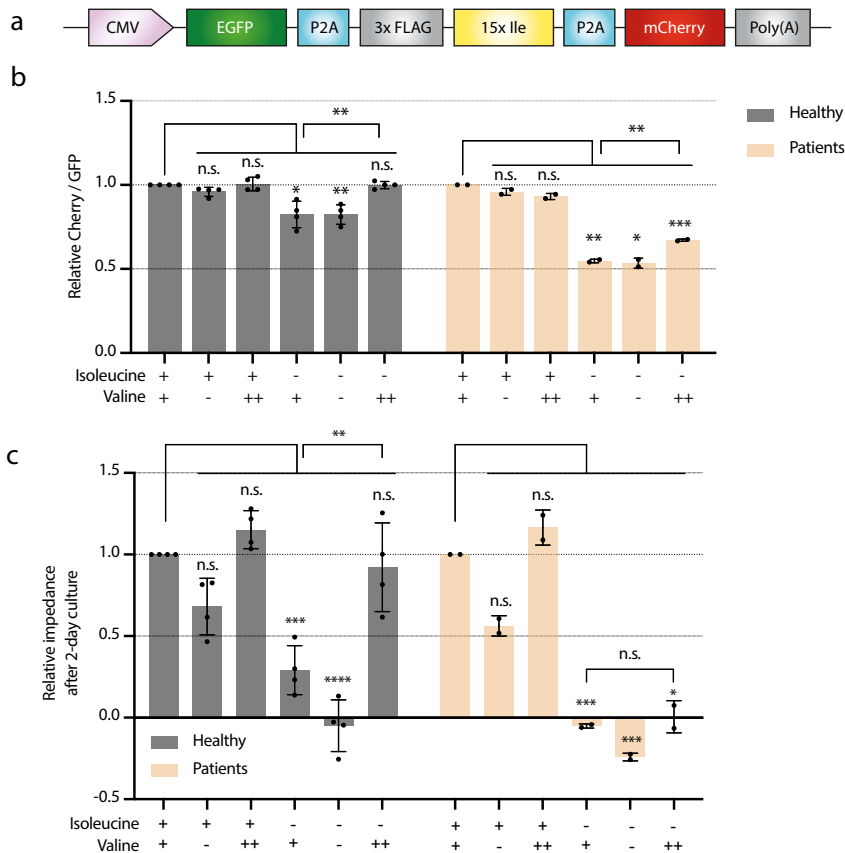 a
CMV EGFP P2A 3x FLAG 15x Ile P2A mCherry Poly(A)
b
Relative Cherry / GFP
1.5
1.0
0.5
0.0
** **
n.s. n.s. * ** n.s. n.s. n.s. ** * ***
Healthy
Patients
Isoleucine + + + - - - + + + - - -
Valine + - ++ + - ++ + - ++ + - ++
c
Relative impedance
after 2-day culture
1.5
1.0
0.5
0.0
-0.5
**
n.s. n.s. *** **** n.s. n.s. n.s. *** *** *
n.s.
Healthy
Patients
Isoleucine + + + - - - + + + - - -
Valine + - ++ + - ++ + - ++ + - ++